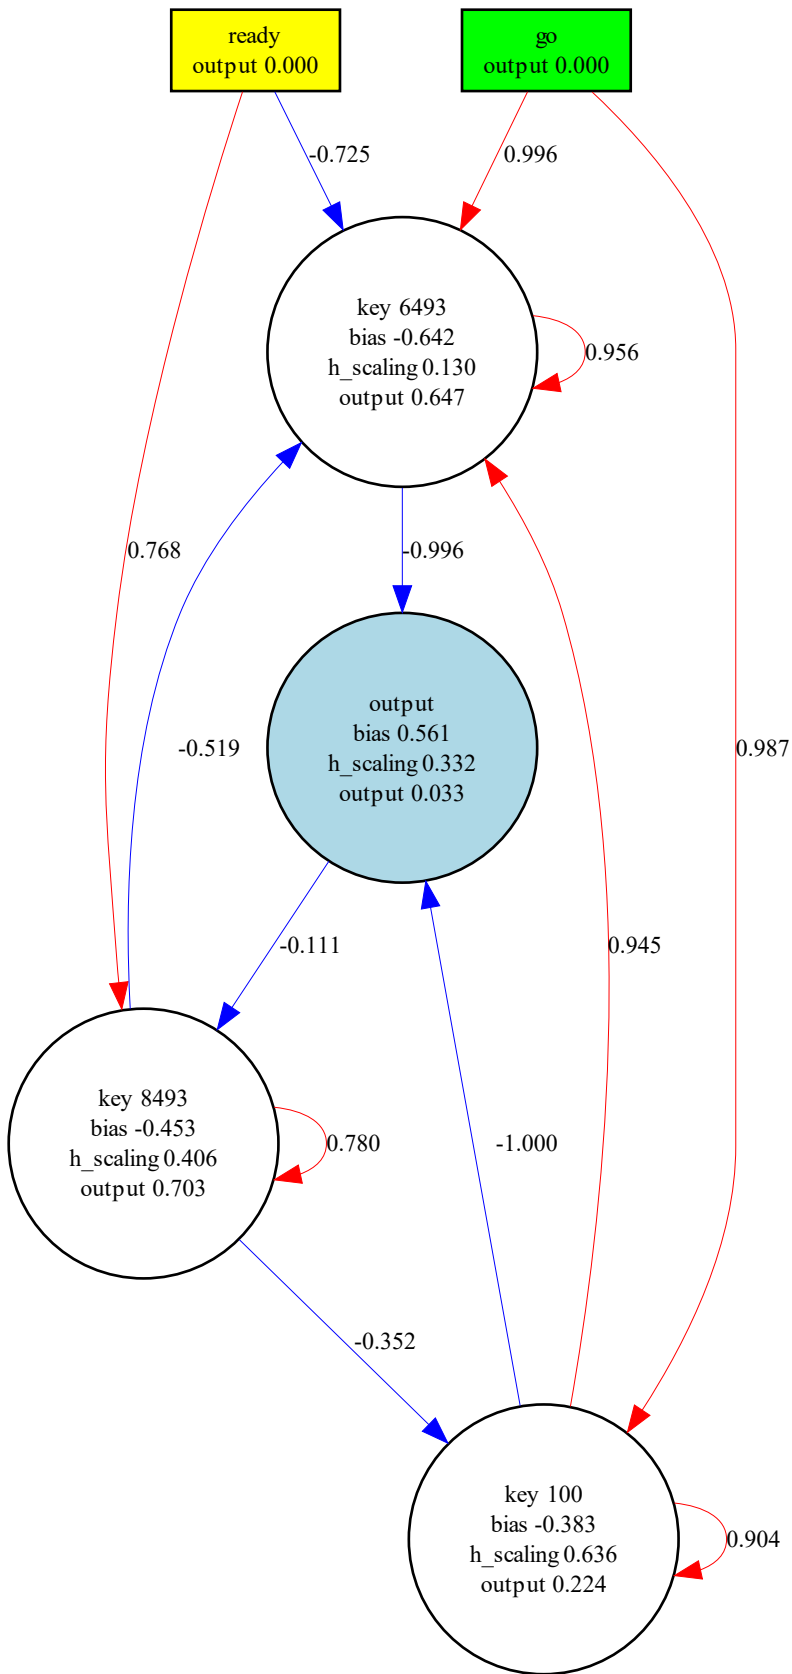 ready
output 0.000
go
output 0.000
-0.725
0.996
key 6493
bias -0.642
h_scaling 0.130
output 0.647
0.956
0.768
-0.996
output
bias 0.561
h_scaling 0.332
output 0.033
-0.519
0.987
-0.111
0.945
key 8493
bias -0.453
h_scaling 0.406
output 0.703
0.780
-1.000
-0.352
key 100
bias -0.383
h_scaling 0.636
output 0.224
0.904